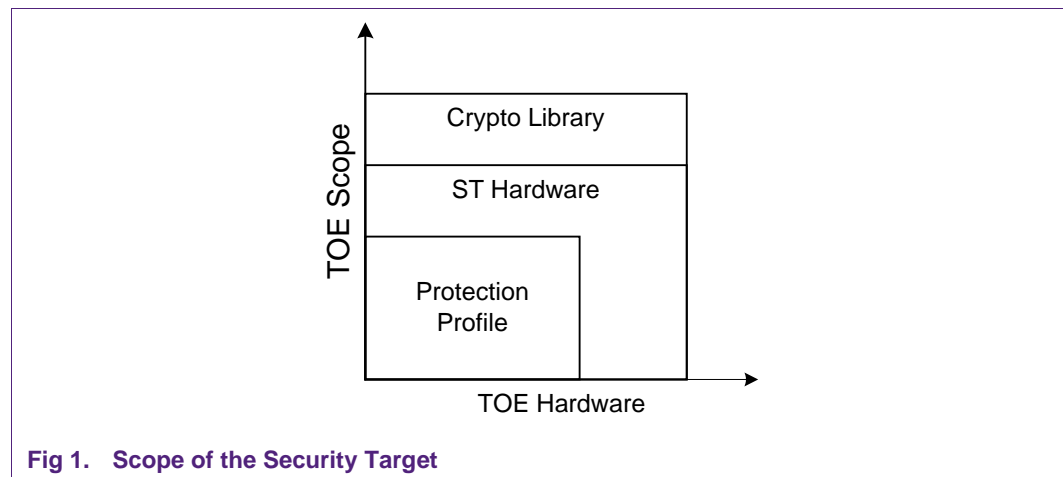 Crypto Library
ST Hardware
Protection
Profile
TOE Scope
TOE Hardware
Fig 1. Scope of the Security Target